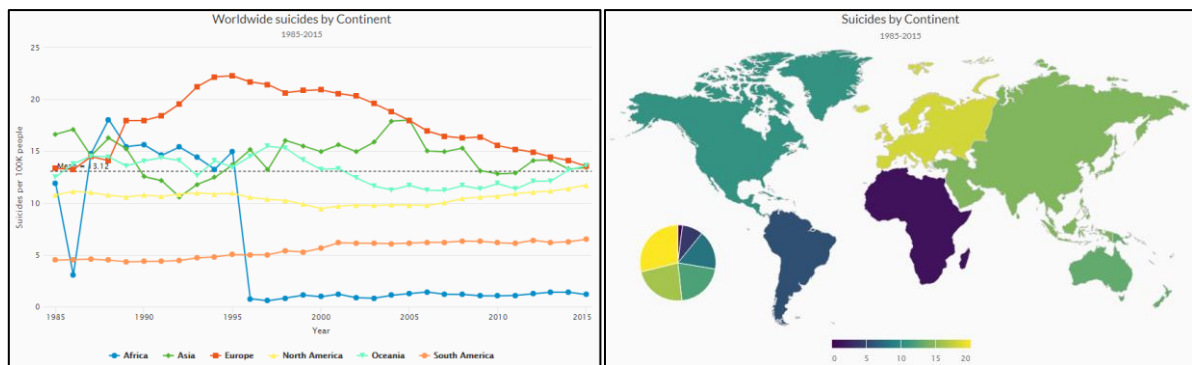 Worldwide suicides by Continent
1985-2015
Suicides per 100K people
25
20
15
10
5
0
1985
1990
1995
2000
2005
2010
2015
Year
Africa
Asia
Europe
North America
Oceania
South America
Suicides by Continent
1985-2015
0
5
10
15
20